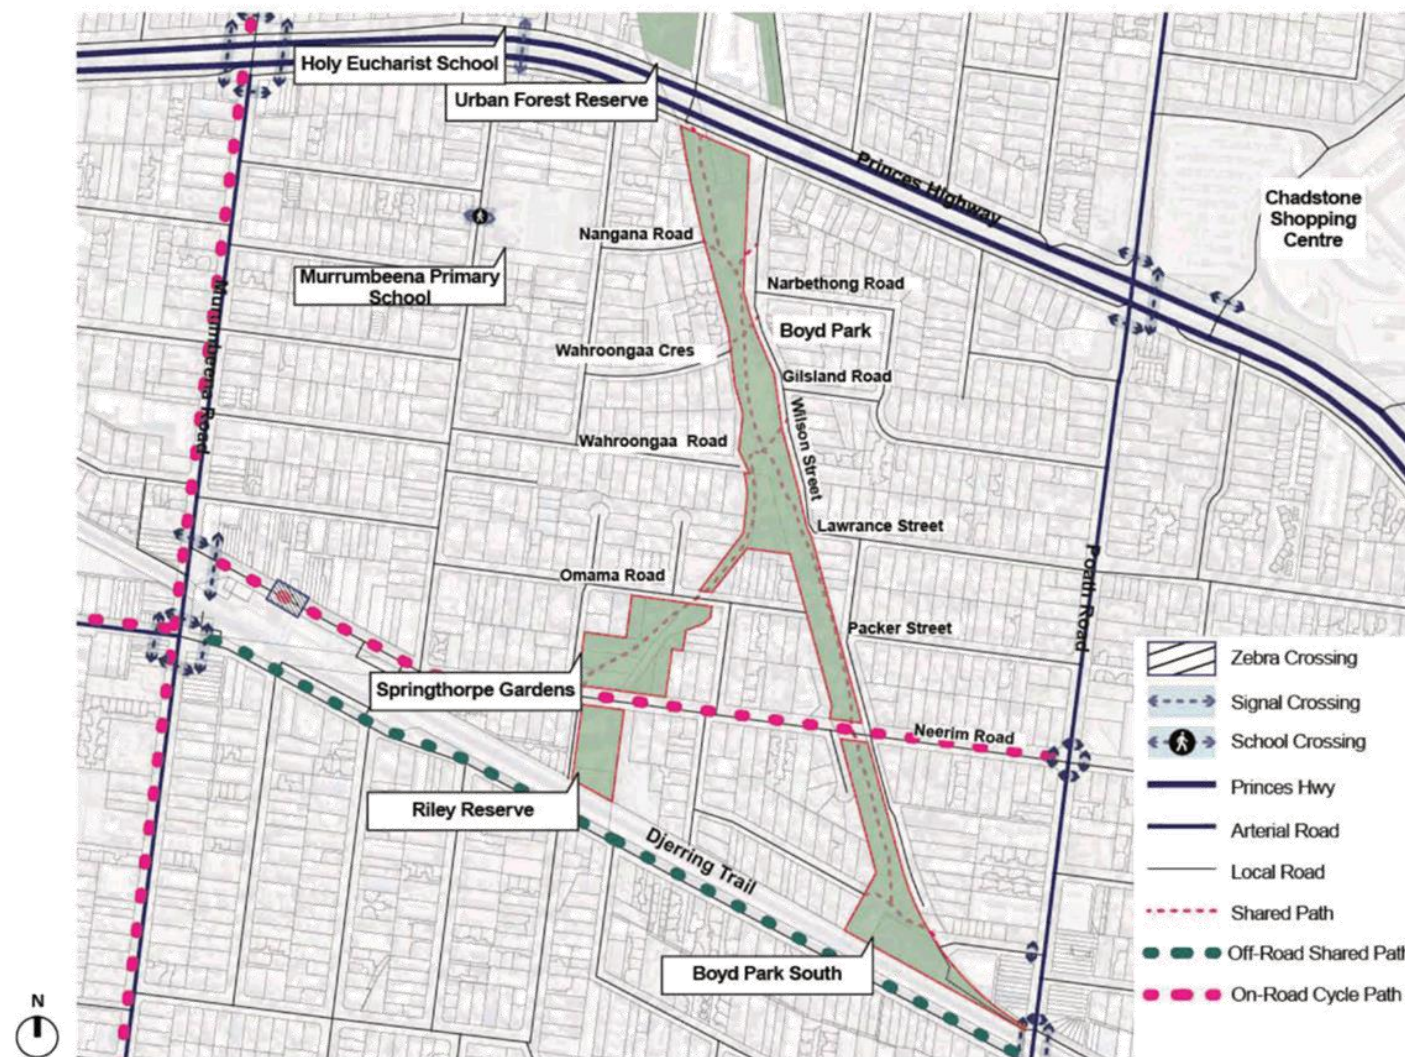 Holy Eucharist School
Urban Forest Reserve
Princes Highway
Chadstone
Shopping
Centre
Nangana Road
Murrumbeena Primary
School
Narbethong Road
Boyd Park
Wahroongaa Cres
Gilsland Road
Murrumbeena Road
Wilson Street
Wahroongaa Road
Lawrance Street
Omama Road
Poath Road
Packer Street
Springthorpe Gardens
Neerim Road
Riley Reserve
Djerring Trail
Boyd Park South
Zebra Crossing
Signal Crossing
School Crossing
Princes Hwy
Arterial Road
Local Road
Shared Path
Off-Road Shared Path
On-Road Cycle Path
N